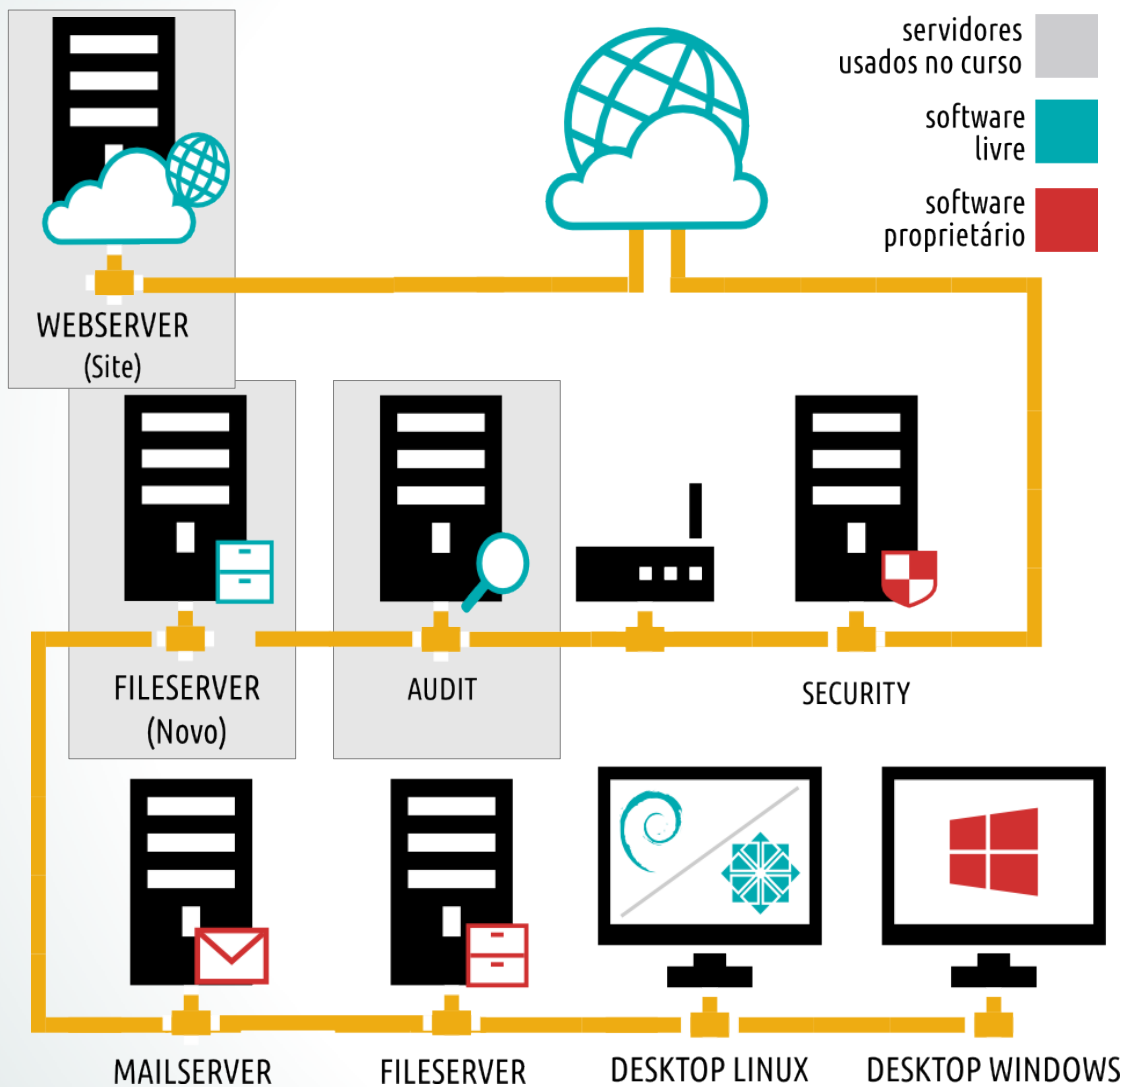 servidores
usados no curso
software
livre
software
proprietário
WEBSERVER
(Site)
FILESERVER
(Novo)
AUDIT
SECURITY
MAILSERVER
FILESERVER
DESKTOP LINUX
DESKTOP WINDOWS